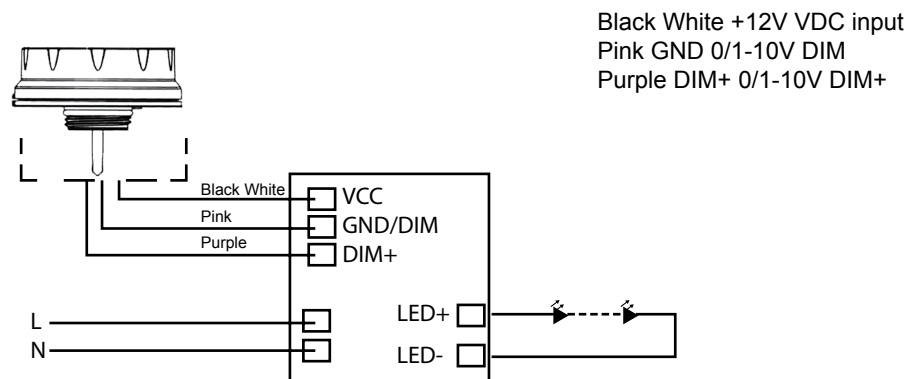 Black White +12V VDC input
Pink GND 0/1-10V DIM
Purple DIM+ 0/1-10V DIM+
Black White
VCC
Pink
GND/DIM
Purple
DIM+
L
LED+
N
LED-